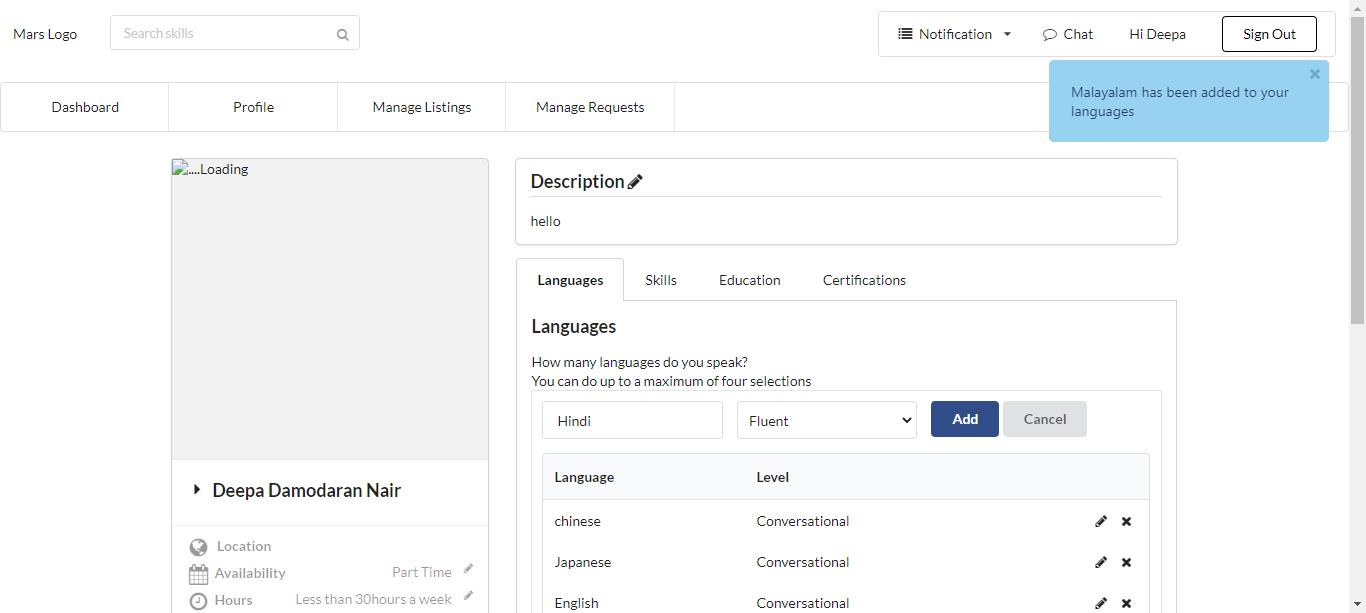 Mars Logo
Search skills
Notification
Chat
Hi Deepa
Sign Out
Malayalam has been added to your
languages
Dashboard
Profile
Manage Listings
Manage Requests
....Loading
Description
hello
Languages
Skills
Education
Certifications
Languages
How many languages do you speak?
You can do up to a maximum of four selections
Hindi
Fluent
Add
Cancel
Language
Level
chinese
Conversational
Japanese
Conversational
English
Conversational
Deepa Damodaran Nair
Location
Availability
Part Time
Hours
Less than 30hours a week